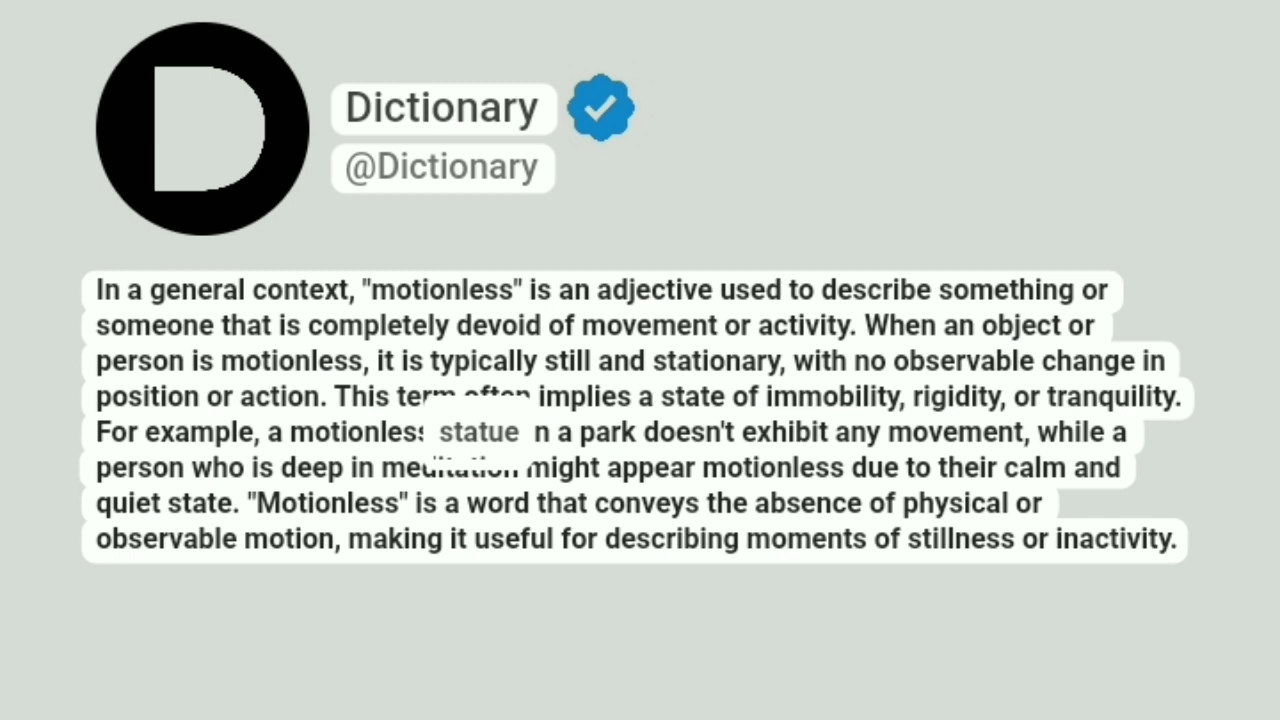 D
Dictionary
@Dictionary
In a general context, "motionless" is an adjective used to describe something or
someone that is completely devoid of movement or activity. When an object or
person is motionless, it is typically still and stationary, with no observable change in
position or action. This term often implies a state of immobility, rigidity, or tranquility.
For example, a motionless statue n a park doesn't exhibit any movement, while a
person who is deep in meditation might appear motionless due to their calm and
quiet state. "Motionless" is a word that conveys the absence of physical or
observable motion, making it useful for describing moments of stillness or inactivity.